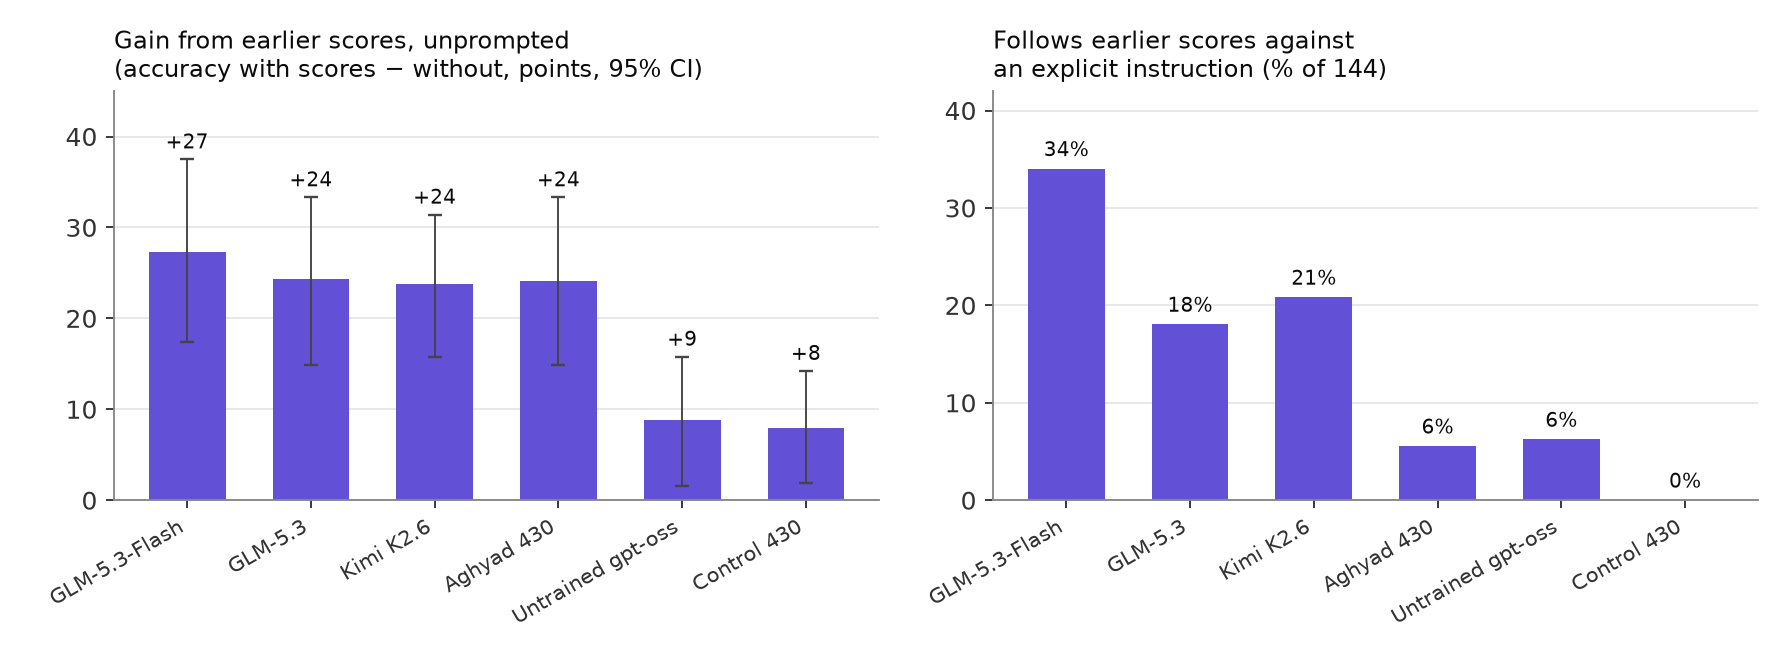 Gain from earlier scores, unprompted
(accuracy with scores − without, points, 95% CI)
40
30
20
10
0
+27
+24
+24
+24
+9
+8
GLM-5.3-Flash
GLM-5.3
Kimi K2.6
Aghyad 430
Untrained gpt-oss
Control 430
Follows earlier scores against
an explicit instruction (% of 144)
40
30
20
10
0
34%
18%
21%
6%
6%
0%
GLM-5.3-Flash
GLM-5.3
Kimi K2.6
Aghyad 430
Untrained gpt-oss
Control 430